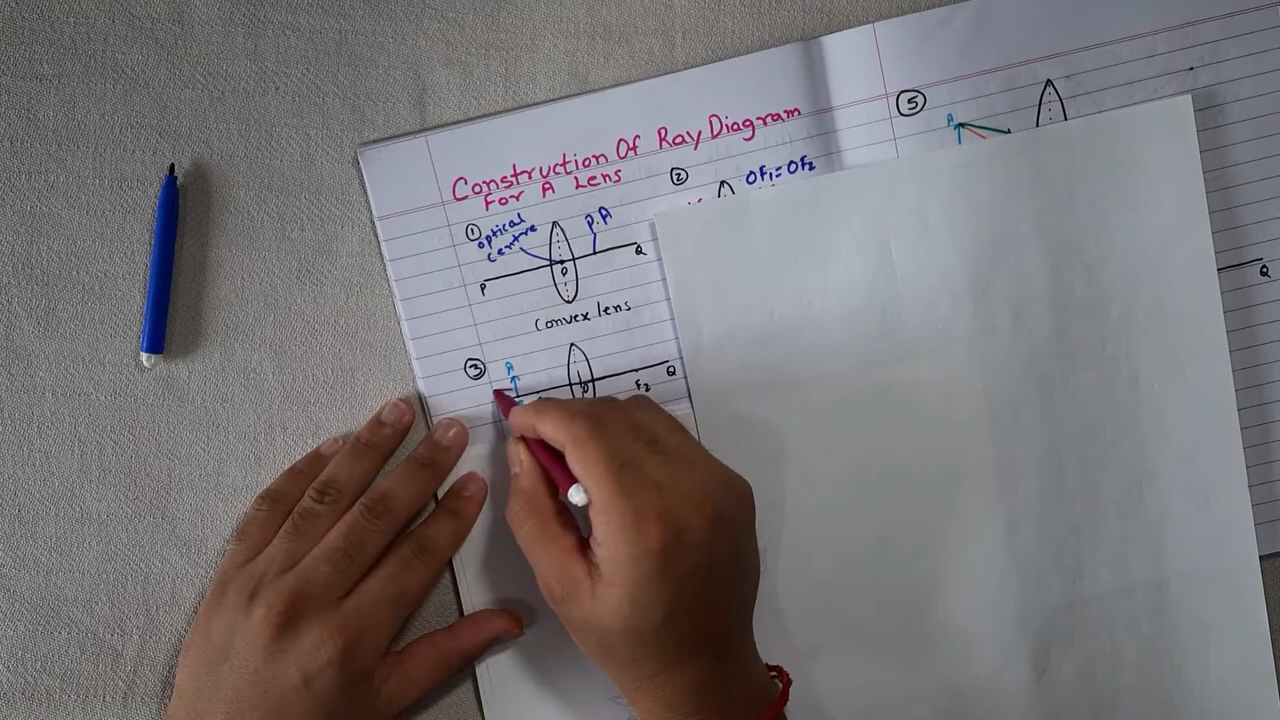 Construction Of Ray Diagram
For A Lens
①
optical
centre
P.A
P
O
Q
Convex lens
②
OF₁ = OF₂
③
A
O
F₂
Q
⑤
A
Q